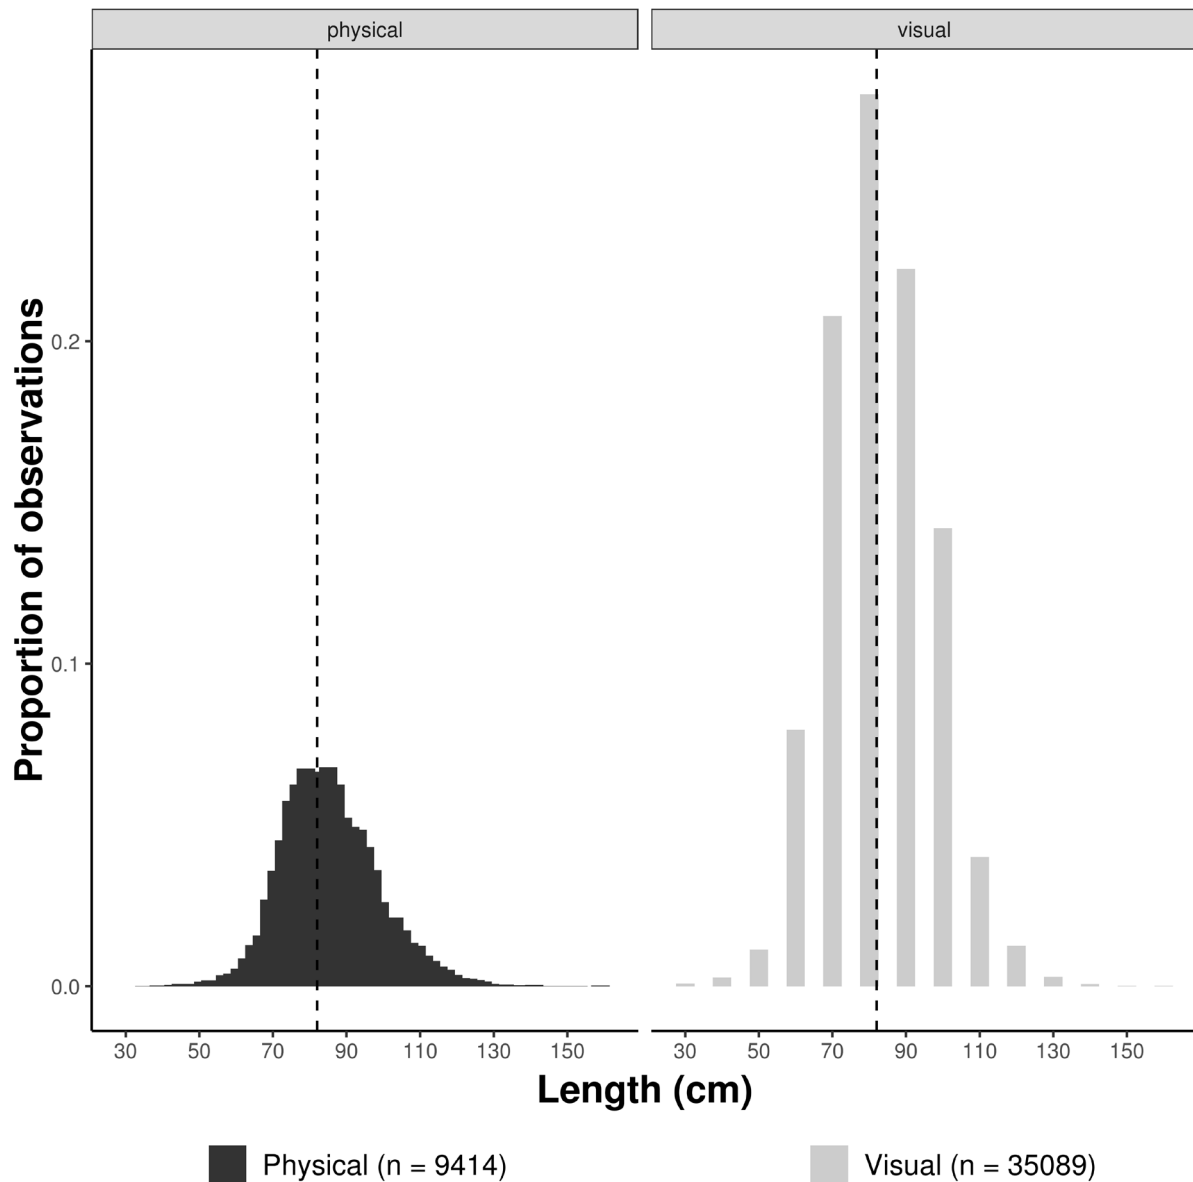 physical
visual
Proportion of observations
0.2
0.1
0.0
30 50 70 90 110 130 150
30 50 70 90 110 130 150
Length (cm)
Physical (n = 9414)
Visual (n = 35089)